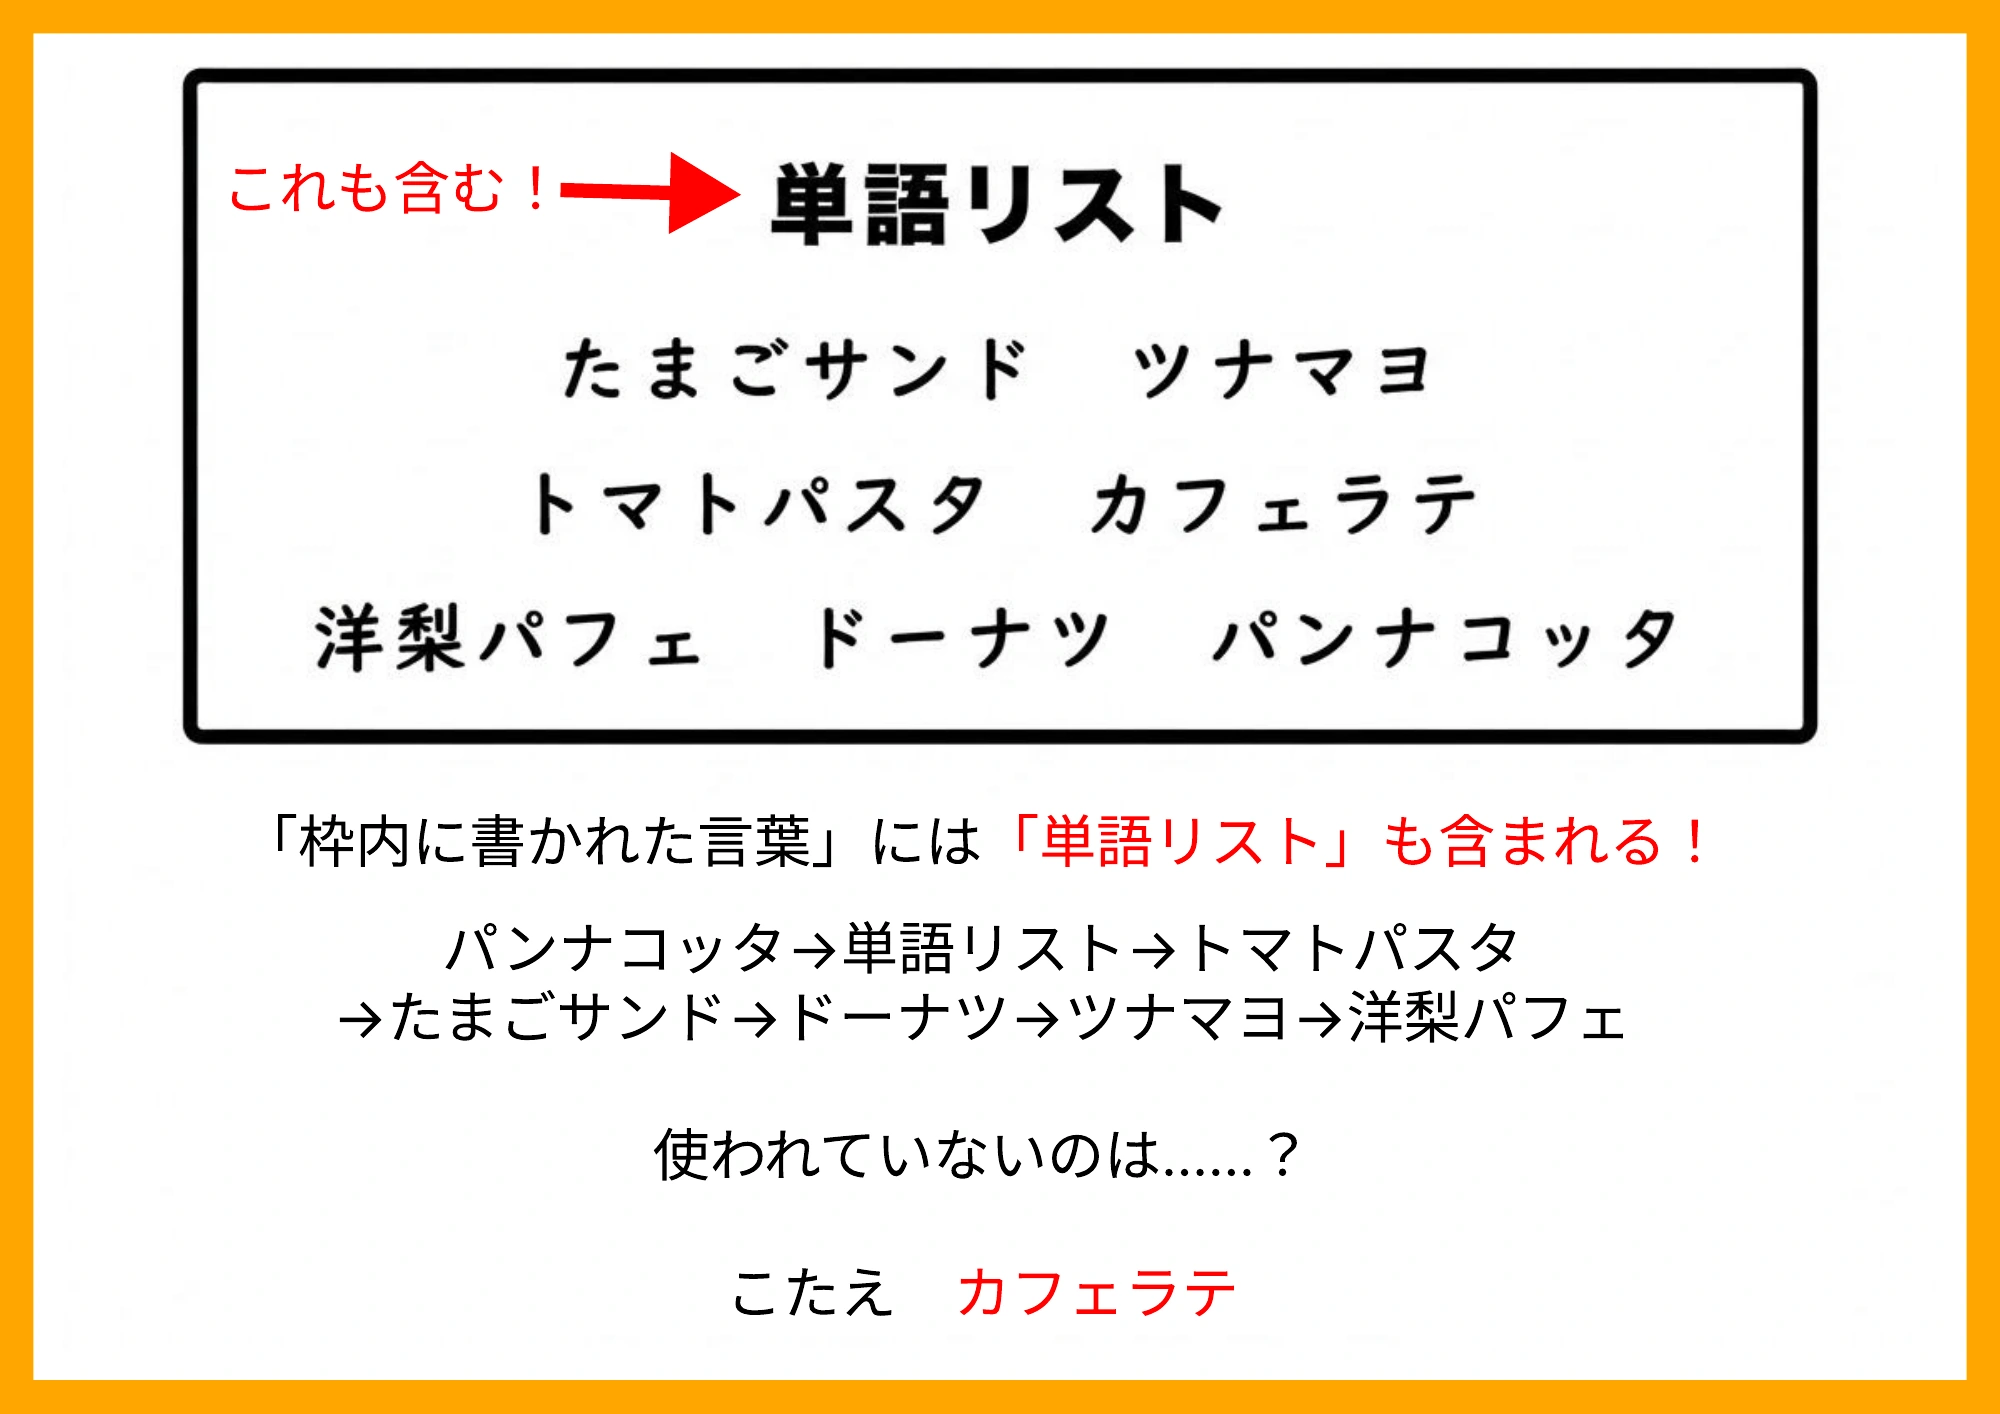 これも含む！
単語リスト
たまごサンド　ツナマヨ
トマトパスタ　カフェラテ
洋梨パフェ　ドーナツ　パンナコッタ
「枠内に書かれた言葉」には「単語リスト」も含まれる！
パンナコッタ→単語リスト→トマトパスタ
→たまごサンド→ドーナツ→ツナマヨ→洋梨パフェ
使われていないのは……？
こたえ　カフェラテ